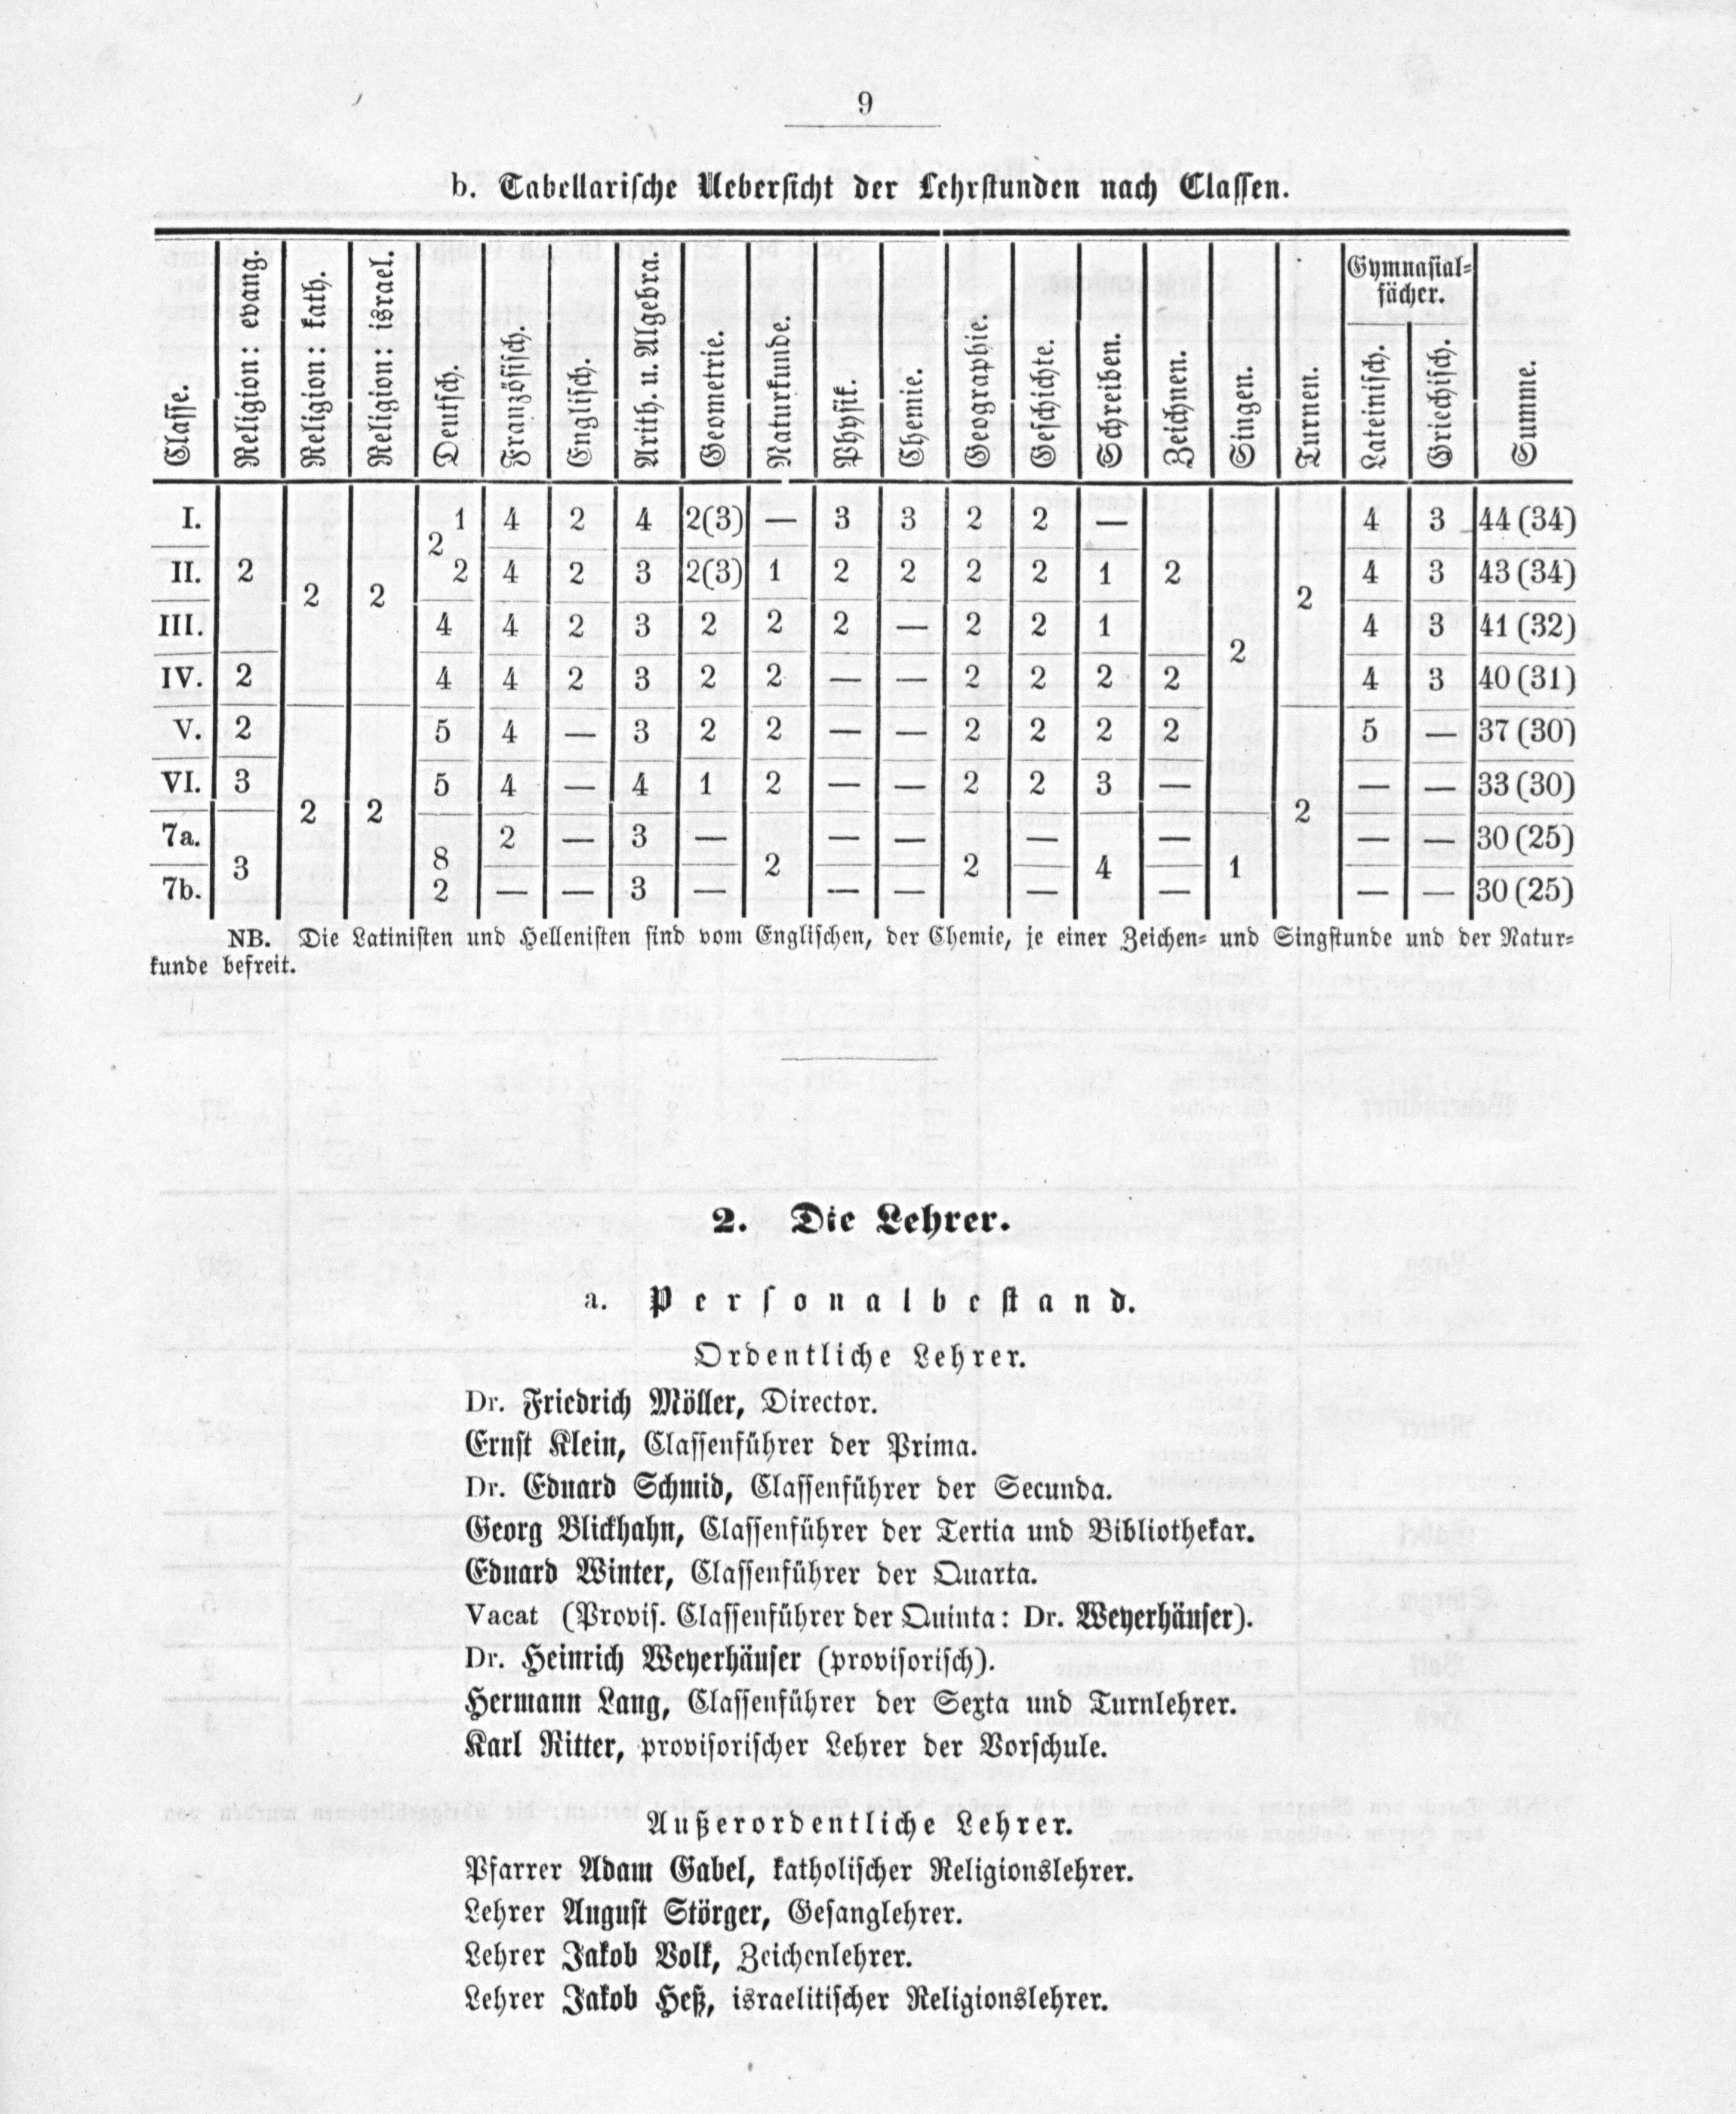 9
b. Tabellarische Uebersicht der Lehrstunden nach Classen.
Classe. Religion: evang. Religion: kath. Religion: israel. Deutsch. Französisch. Englisch. Arith. u. Algebra. Geometrie. Naturkunde. Physik. Chemie. Geographie. Geschichte. Schreiben. Zeichnen. Singen. Turnen. Gymnasial-fächer. Lateinisch. Griechisch. Summe.
I. 1 4 2 4 2(3) — 3 3 2 2 — 4 3 44 (34)
2
II. 2 2 4 2 3 2(3) 1 2 2 2 2 1 2 4 3 43 (34)
2 2 2
III. 4 4 2 3 2 2 2 — 2 2 1 4 3 41 (32)
2
IV. 2 4 4 2 3 2 2 — — 2 2 2 2 4 3 40 (31)
V. 2 5 4 — 3 2 2 — — 2 2 2 2 5 — 37 (30)
VI. 3 5 4 — 4 1 2 — — 2 2 3 — — — 33 (30)
2 2 2
7a. 2 — 3 — — — — — — — 30 (25)
3 8 2 2 4 1
7b. 2 — — 3 — — — — — — — 30 (25)
NB. Die Latinisten und Hellenisten sind vom Englischen, der Chemie, je einer Zeichen- und Singstunde und der Natur-
kunde befreit.
2. Die Lehrer.
a. Personalbestand.
Ordentliche Lehrer.
Dr. Friedrich Möller, Director.
Ernst Klein, Classenführer der Prima.
Dr. Eduard Schmid, Classenführer der Secunda.
Georg Blickhahn, Classenführer der Tertia und Bibliothekar.
Eduard Winter, Classenführer der Quarta.
Vacat (Provis. Classenführer der Quinta: Dr. Weyerhäuser).
Dr. Heinrich Weyerhäuser (provisorisch).
Hermann Lang, Classenführer der Sexta und Turnlehrer.
Karl Ritter, provisorischer Lehrer der Vorschule.
Außerordentliche Lehrer.
Pfarrer Adam Gabel, katholischer Religionslehrer.
Lehrer August Störger, Gesanglehrer.
Lehrer Jakob Volk, Zeichenlehrer.
Lehrer Jakob Heß, israelitischer Religionslehrer.